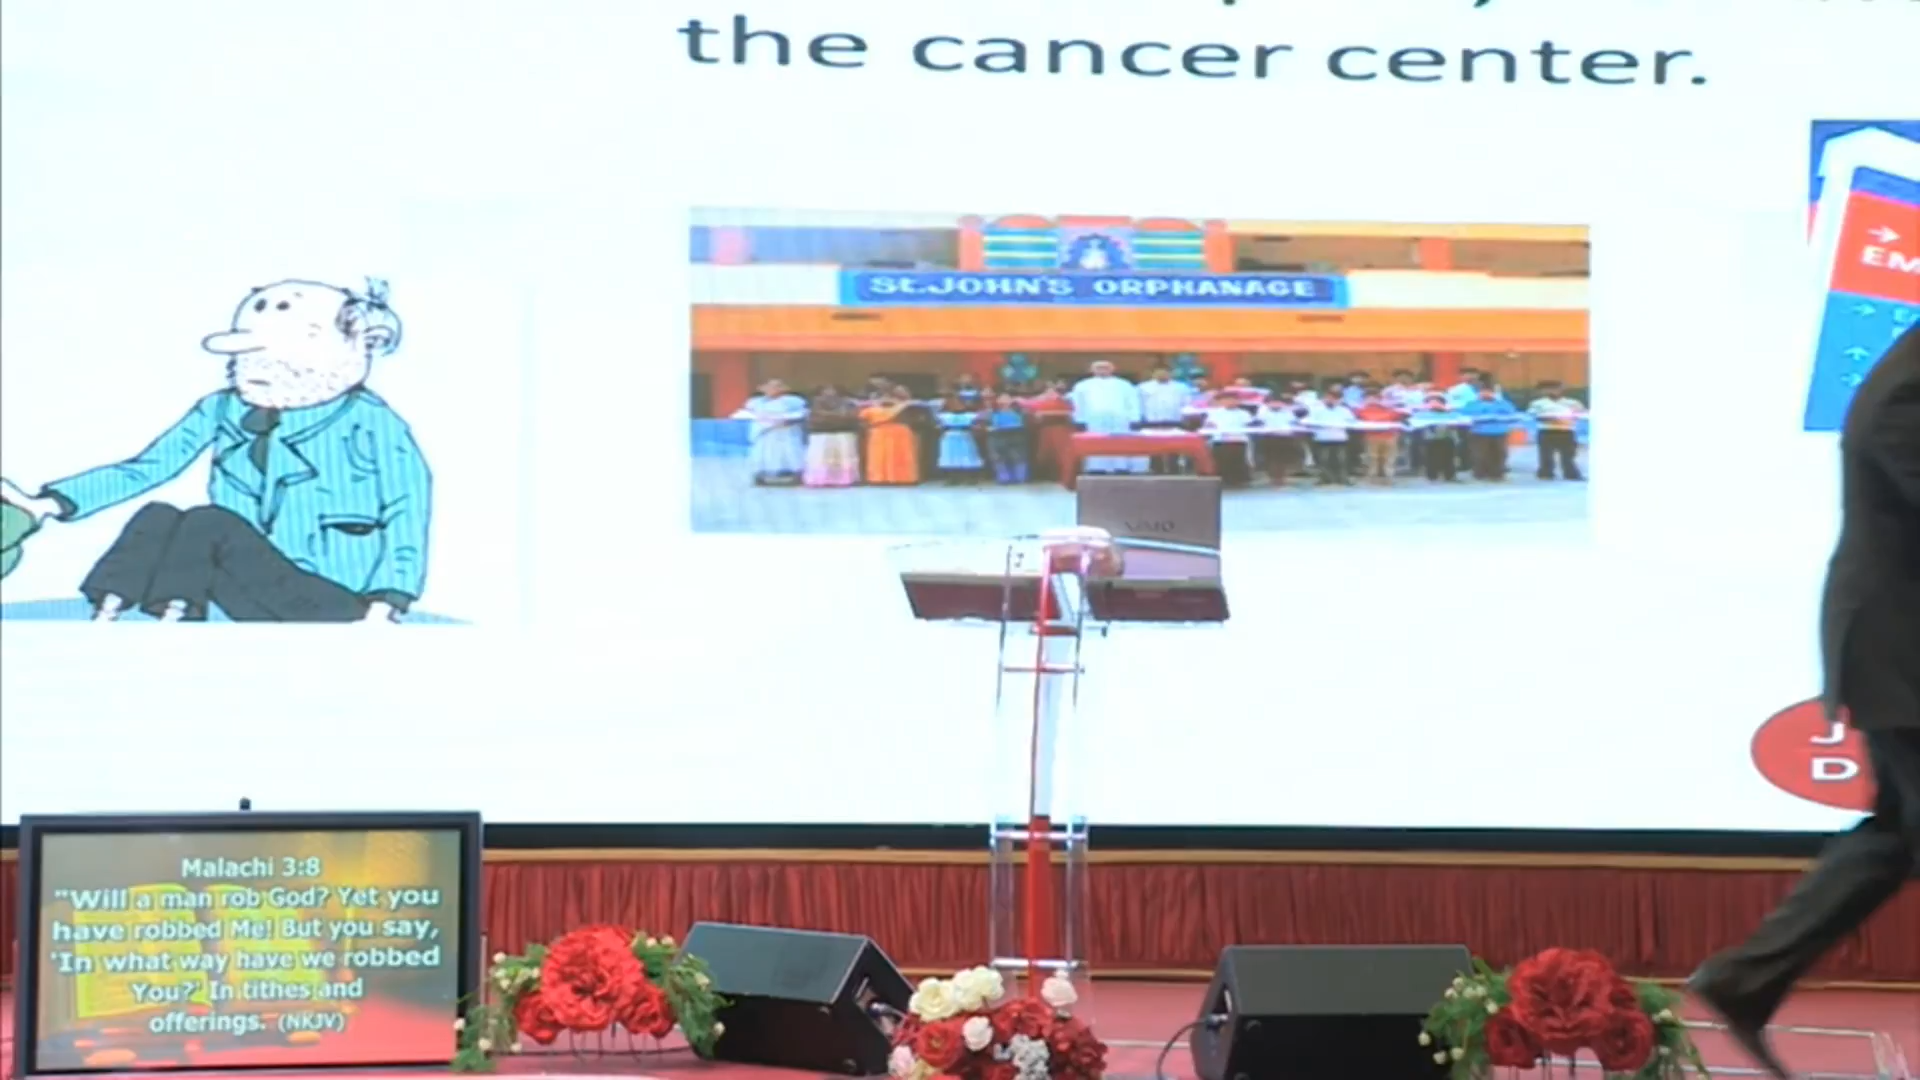 the cancer center.
St.JOHN'S ORPHANAGE
EM
VAIO
J
D
Malachi 3:8
"Will a man rob God? Yet you
have robbed Me! But you say,
'In what way have we robbed
You?' In tithes and
offerings. (NKJV)